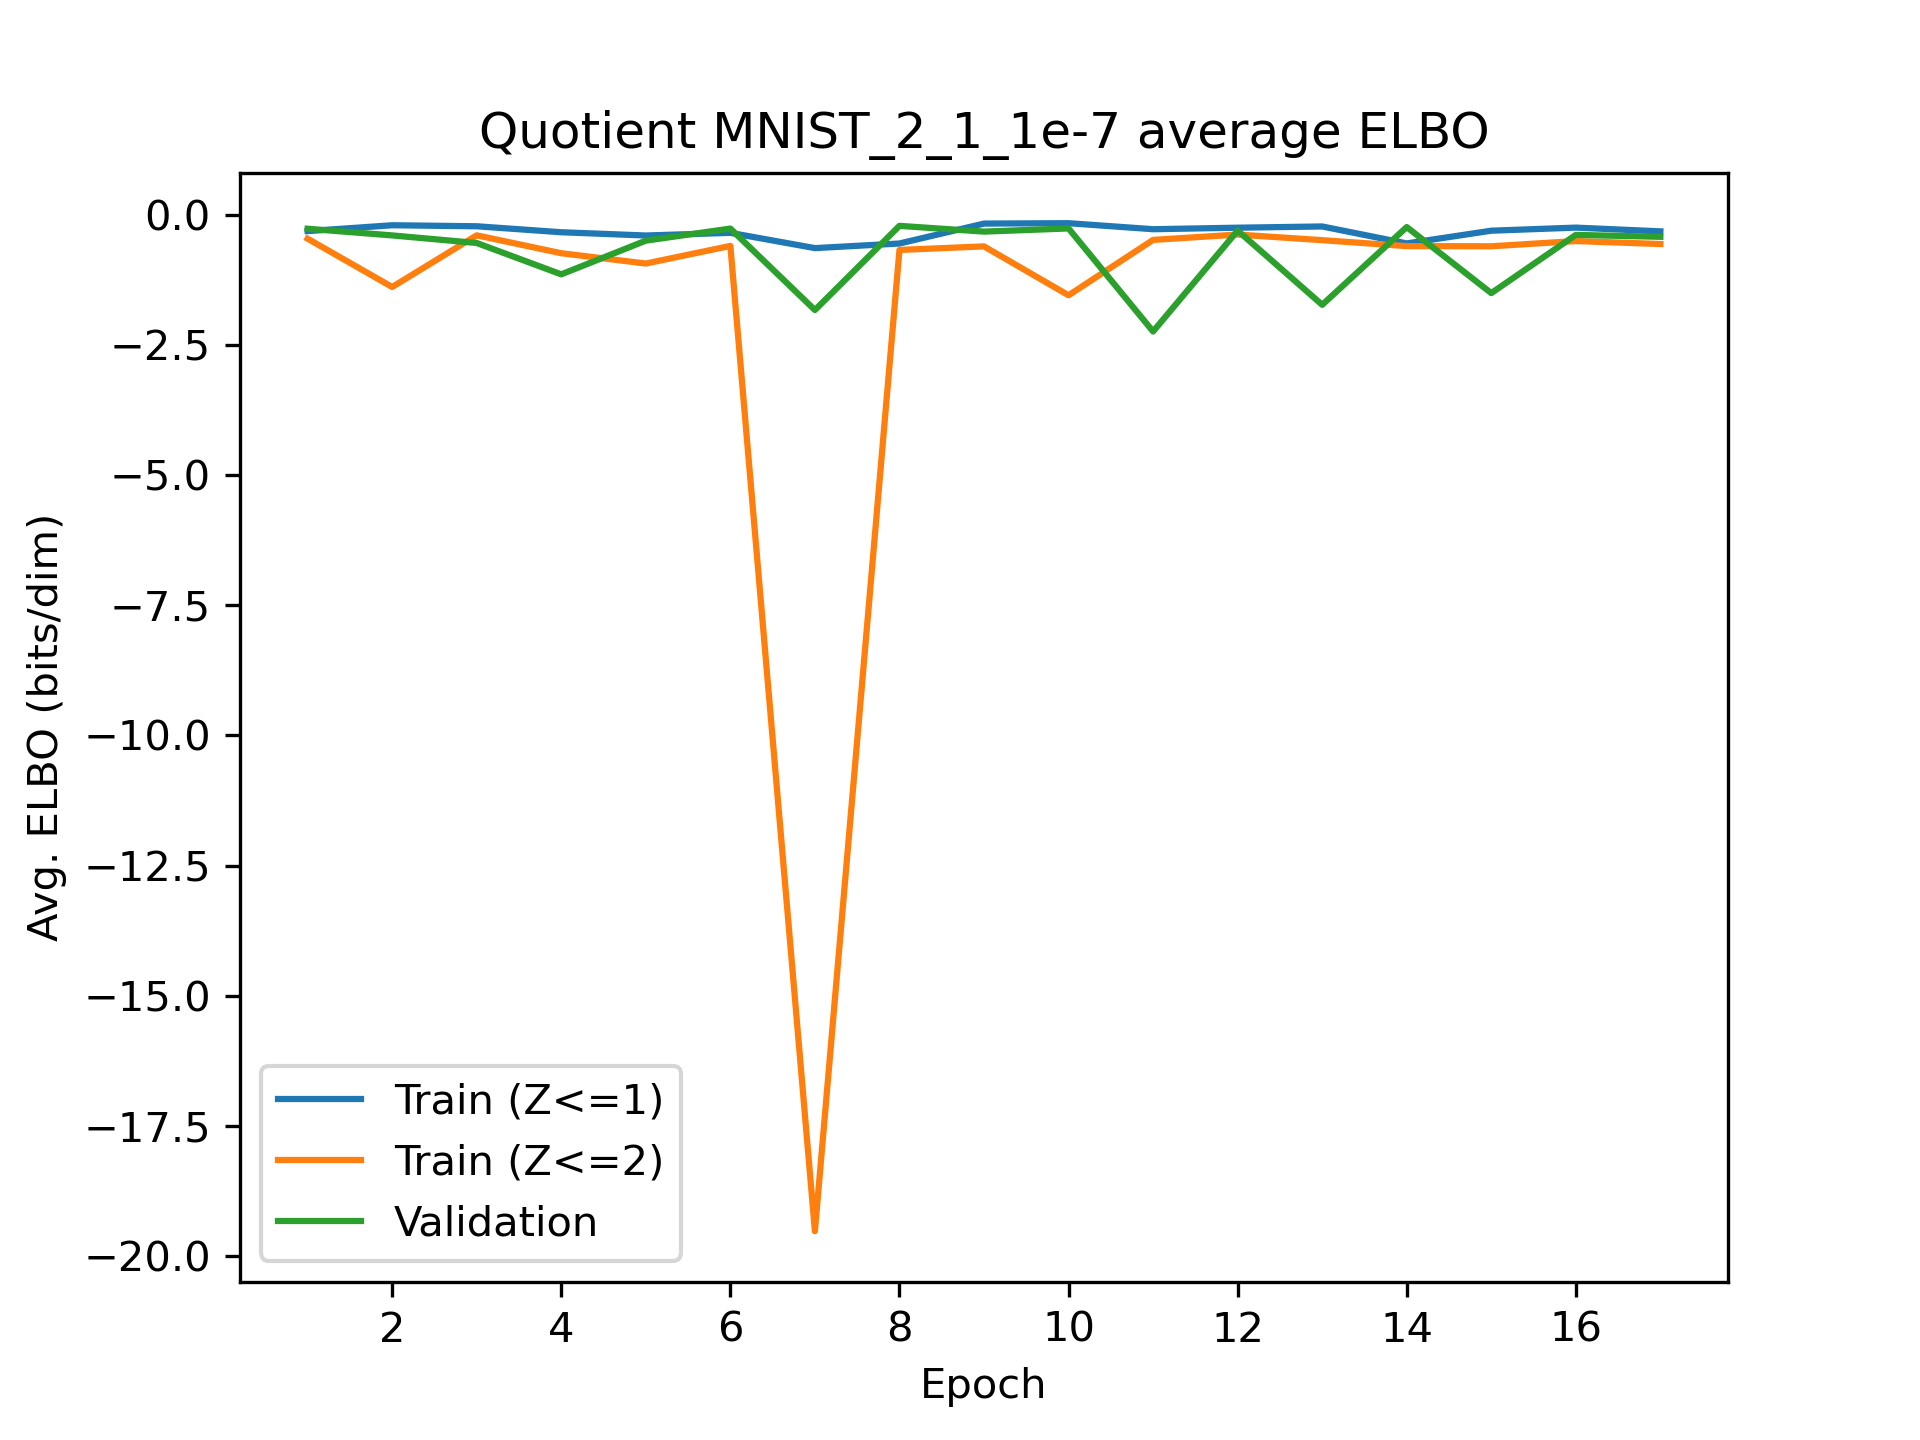 Quotient MNIST_2_1_1e-7 average ELBO
0.0
−2.5
−5.0
−7.5
−10.0
−12.5
−15.0
−17.5
−20.0
Avg. ELBO (bits/dim)
Train (Z<=1)
Train (Z<=2)
Validation
2 4 6 8 10 12 14 16
Epoch